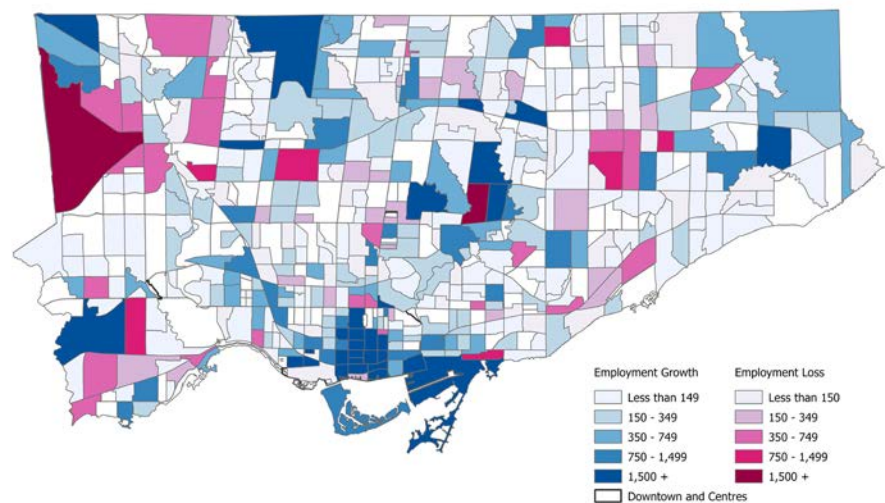 Employment Growth
Less than 149
150 - 349
350 - 749
750 - 1,499
1,500 +
Employment Loss
Less than 150
150 - 349
350 - 749
750 - 1,499
1,500 +
Downtown and Centres